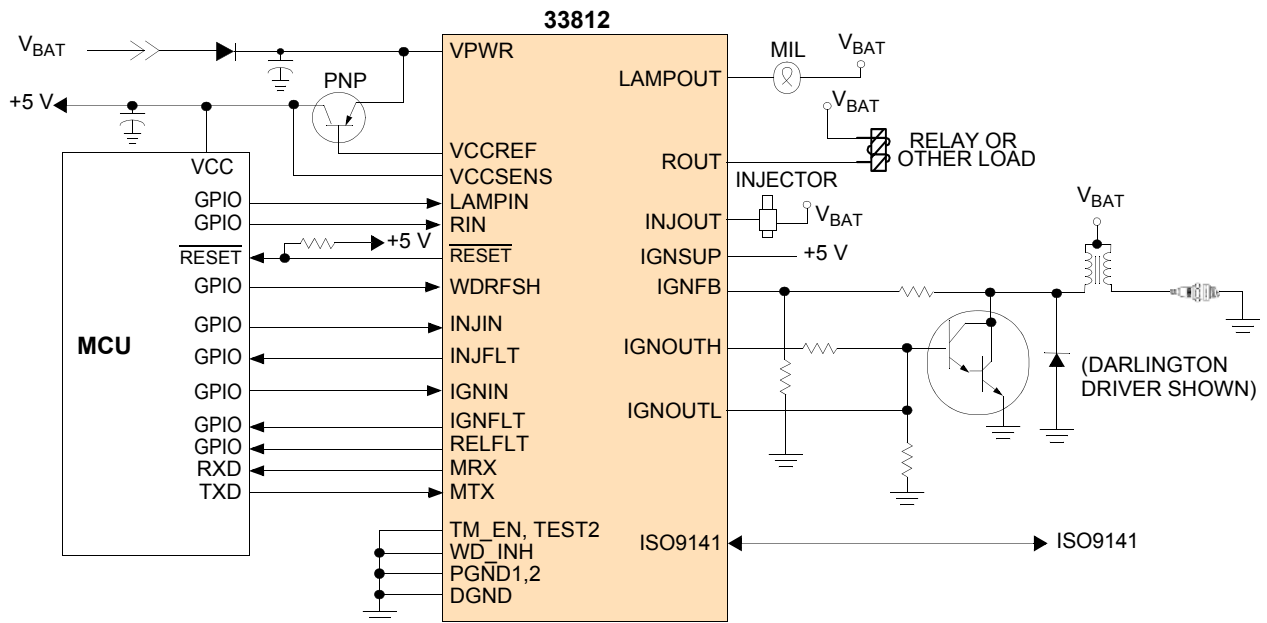 33812
VBAT
+5 V
PNP
VPWR
VCCREF
VCCSENS
LAMPIN
RIN
RESET
WDRFSH
INJIN
INJFLT
IGNIN
IGNFLT
RELFLT
MRX
MTX
TM_EN, TEST2
WD_INH
PGND1,2
DGND
+5 V
MCU
VCC
GPIO
GPIO
RESET
GPIO
GPIO
GPIO
GPIO
GPIO
GPIO
RXD
TXD
LAMPOUT
ROUT
INJOUT
IGNSUP
IGNFB
IGNOUTH
IGNOUTL
ISO9141
MIL
VBAT
VBAT
RELAY OR
OTHER LOAD
INJECTOR
VBAT
+5 V
VBAT
(DARLINGTON
DRIVER SHOWN)
ISO9141